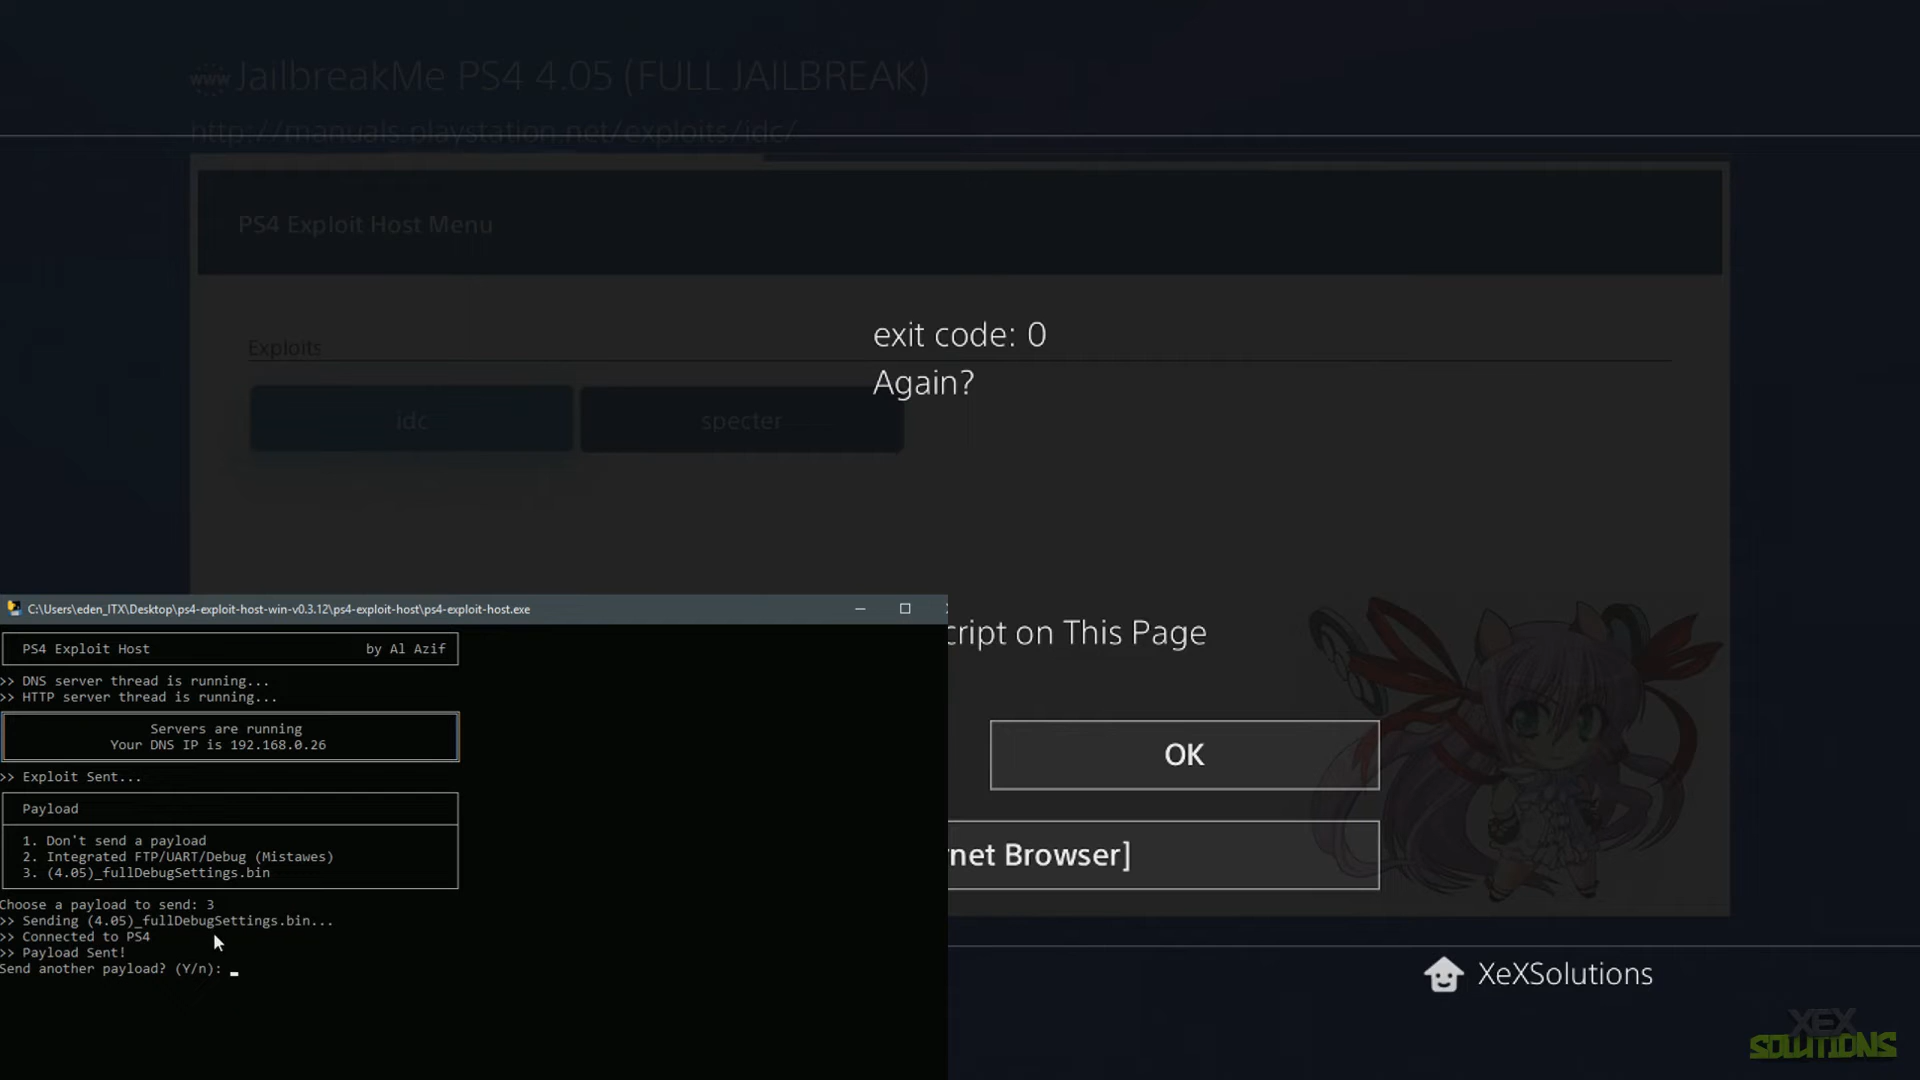 www JailbreakMe PS4 4.05 (FULL JAILBREAK)
http://manuals.playstation.net/exploits/idc/
PS4 Exploit Host Menu
exit code: 0
Exploits
Again?
idc
specter
C:\Users\eden_ITX\Desktop\ps4-exploit-host-win-v0.3.12\ps4-exploit-host\ps4-exploit-host.exe
PS4 Exploit Host by Al Azif
>> DNS server thread is running...
>> HTTP server thread is running...
Servers are running
Your DNS IP is 192.168.0.26
>> Exploit Sent...
Payload
1. Don't send a payload
2. Integrated FTP/UART/Debug (Mistawes)
3. (4.05)_fullDebugSettings.bin
Choose a payload to send: 3
>> Sending (4.05)_fullDebugSettings.bin...
>> Connected to PS4
>> Payload Sent!
Send another payload? (Y/n):
cript on This Page
OK
rnet Browser]
XeXSolutions
XEX
SOLUTIONS